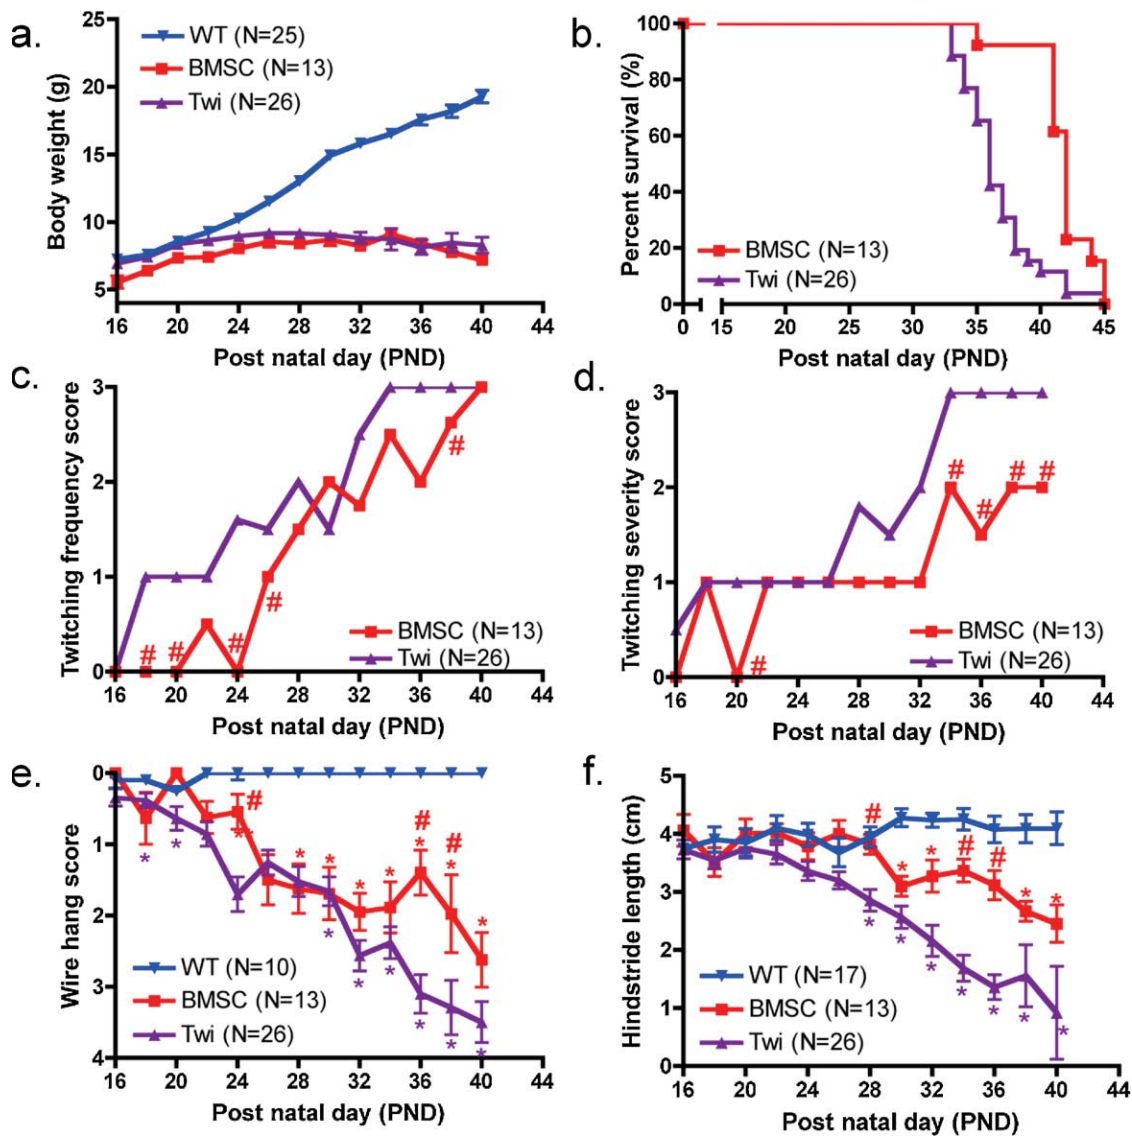 a.
WT (N=25)
BMSC (N=13)
Twi (N=26)
Body weight (g)
25
20
15
10
5
16 20 24 28 32 36 40 44
Post natal day (PND)
b.
Percent survival (%)
100
80
60
40
20
0
BMSC (N=13)
Twi (N=26)
0 15 20 25 30 35 40 45
Post natal day (PND)
c.
Twitching frequency score
3
2
1
0
# # # # #
BMSC (N=13)
Twi (N=26)
16 20 24 28 32 36 40 44
Post natal day (PND)
d.
Twitching severity score
3
2
1
0
# # # # #
BMSC (N=13)
Twi (N=26)
16 20 24 28 32 36 40 44
Post natal day (PND)
e.
Wire hang score
0
1
2
3
4
# # #
* * * * * * * * * * * * * *
WT (N=10)
BMSC (N=13)
Twi (N=26)
16 20 24 28 32 36 40 44
Post natal day (PND)
f.
Hindstride length (cm)
5
4
3
2
1
0
# # #
* * * * * * * * * * *
WT (N=17)
BMSC (N=13)
Twi (N=26)
16 20 24 28 32 36 40 44
Post natal day (PND)